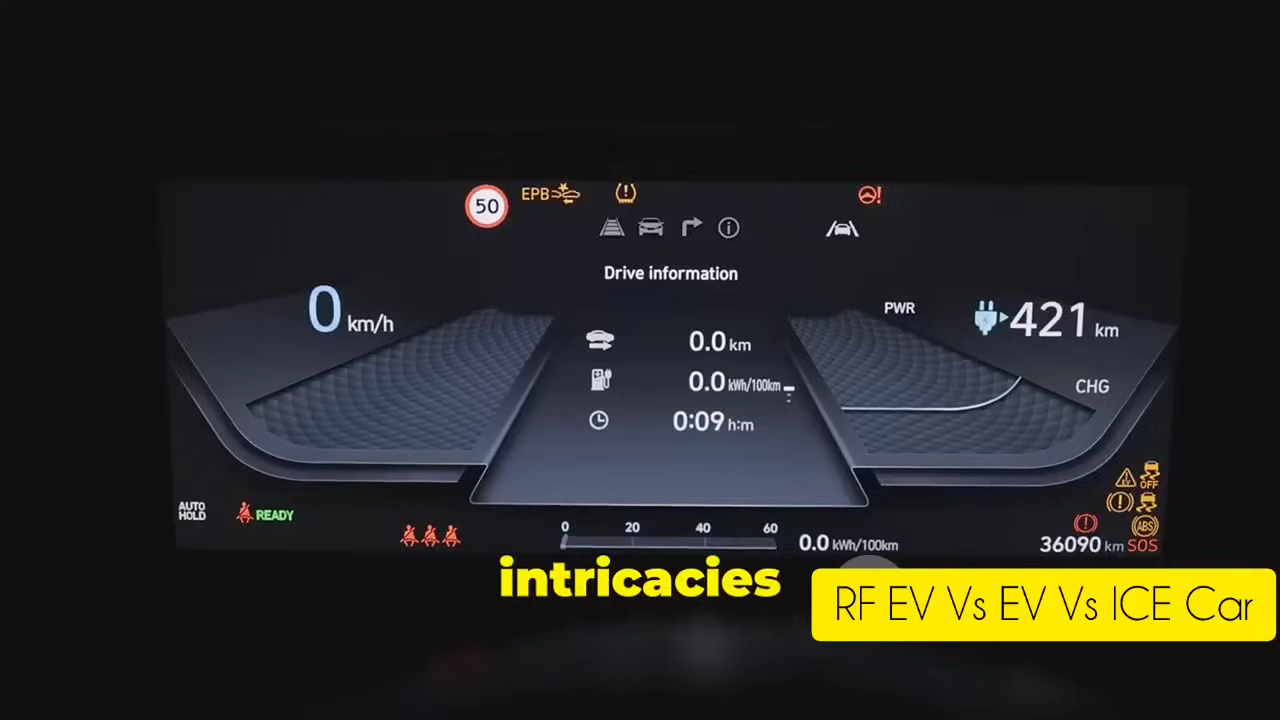 50
EPB
Drive information
0 km/h
PWR
421 km
0.0 km
0.0 kWh/100km
CHG
0:09 h:m
AUTO HOLD
READY
0 20 40 60
0.0 kWh/100km
EV
OFF
ABS
36090 km SOS
intricacies
RF EV Vs EV Vs ICE Car